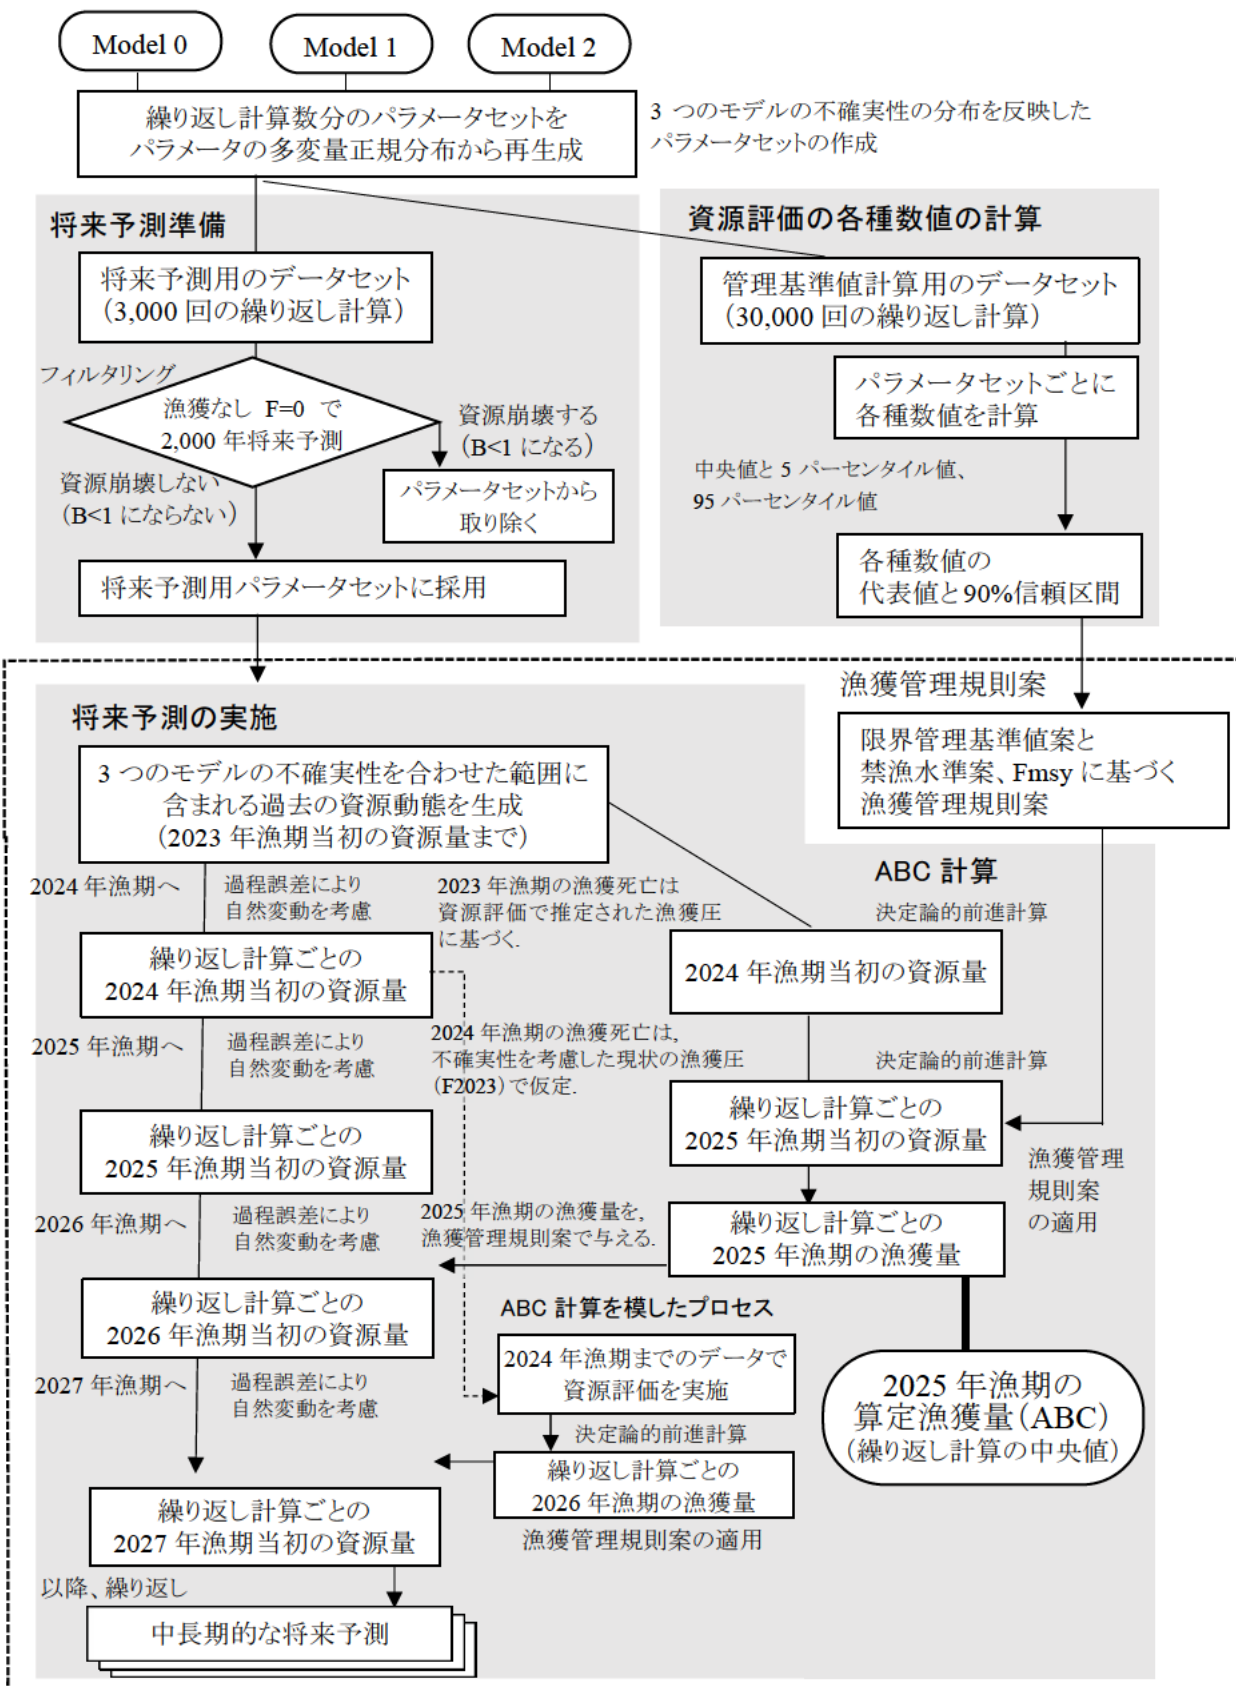 Model 0
Model 1
Model 2
繰り返し計算数分のパラメータセットを
パラメータの多変量正規分布から再生成
3 つのモデルの不確実性の分布を反映した
パラメータセットの作成
将来予測準備
将来予測用のデータセット
（3,000 回の繰り返し計算）
フィルタリング
漁獲なし F=0 で
2,000 年将来予測
資源崩壊する
（B<1 になる）
パラメータセットから
取り除く
資源崩壊しない
（B<1 にならない）
将来予測用パラメータセットに採用
資源評価の各種数値の計算
管理基準値計算用のデータセット
（30,000 回の繰り返し計算）
パラメータセットごとに
各種数値を計算
中央値と 5 パーセンタイル値、
95 パーセンタイル値
各種数値の
代表値と90%信頼区間
漁獲管理規則案
限界管理基準値案と
禁漁水準案、Fmsy に基づく
漁獲管理規則案
将来予測の実施
3 つのモデルの不確実性を合わせた範囲に
含まれる過去の資源動態を生成
（2023 年漁期当初の資源量まで）
2024 年漁期へ
過程誤差により
自然変動を考慮
2023 年漁期の漁獲死亡は
資源評価で推定された漁獲圧
に基づく.
繰り返し計算ごとの
2024 年漁期当初の資源量
2025 年漁期へ
過程誤差により
自然変動を考慮
2024 年漁期の漁獲死亡は,
不確実性を考慮した現状の漁獲圧
（F2023）で仮定.
繰り返し計算ごとの
2025 年漁期当初の資源量
2026 年漁期へ
過程誤差により
自然変動を考慮
2025 年漁期の漁獲量を,
漁獲管理規則案で与える.
繰り返し計算ごとの
2026 年漁期当初の資源量
2027 年漁期へ
過程誤差により
自然変動を考慮
繰り返し計算ごとの
2027 年漁期当初の資源量
以降、繰り返し
中長期的な将来予測
ABC 計算
決定論的前進計算
2024 年漁期当初の資源量
決定論的前進計算
繰り返し計算ごとの
2025 年漁期当初の資源量
漁獲管理
規則案
の適用
繰り返し計算ごとの
2025 年漁期の漁獲量
ABC 計算を模したプロセス
2024 年漁期までのデータで
資源評価を実施
決定論的前進計算
繰り返し計算ごとの
2026 年漁期の漁獲量
漁獲管理規則案の適用
2025 年漁期の
算定漁獲量（ABC）
（繰り返し計算の中央値）